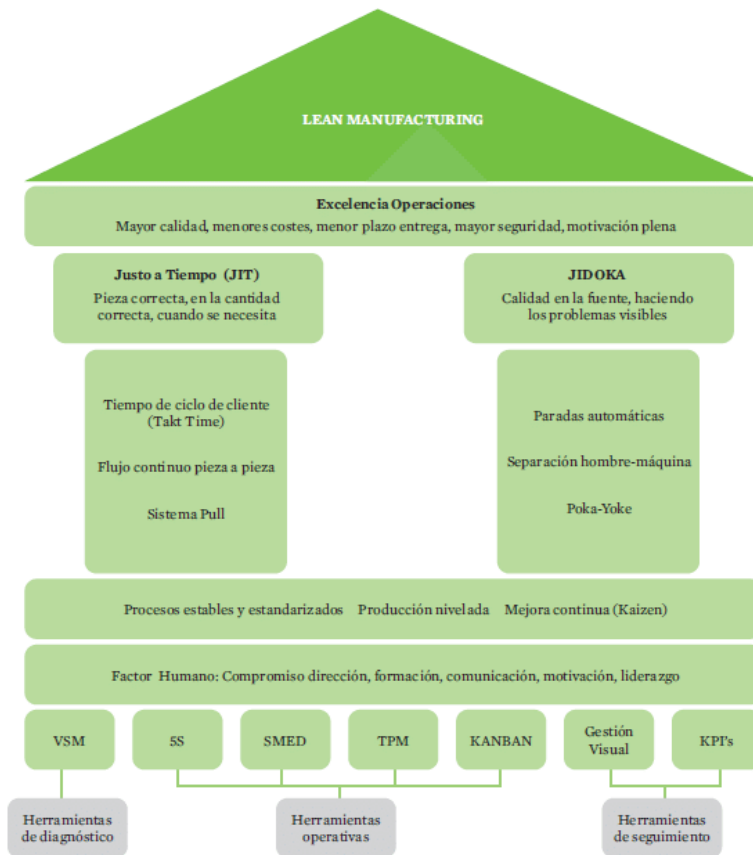 LEAN MANUFACTURING
Excelencia Operaciones
Mayor calidad, menores costes, menor plazo entrega, mayor seguridad, motivación plena
Justo a Tiempo (JIT)
Pieza correcta, en la cantidad
correcta, cuando se necesita
JIDOKA
Calidad en la fuente, haciendo
los problemas visibles
Tiempo de ciclo de cliente
(Takt Time)
Flujo continuo pieza a pieza
Sistema Pull
Paradas automáticas
Separación hombre-máquina
Poka-Yoke
Procesos estables y estandarizados Producción nivelada Mejora continua (Kaizen)
Factor Humano: Compromiso dirección, formación, comunicación, motivación, liderazgo
VSM
5S
SMED
TPM
KANBAN
Gestión
Visual
KPI's
Herramientas
de diagnóstico
Herramientas
operativas
Herramientas
de seguimiento